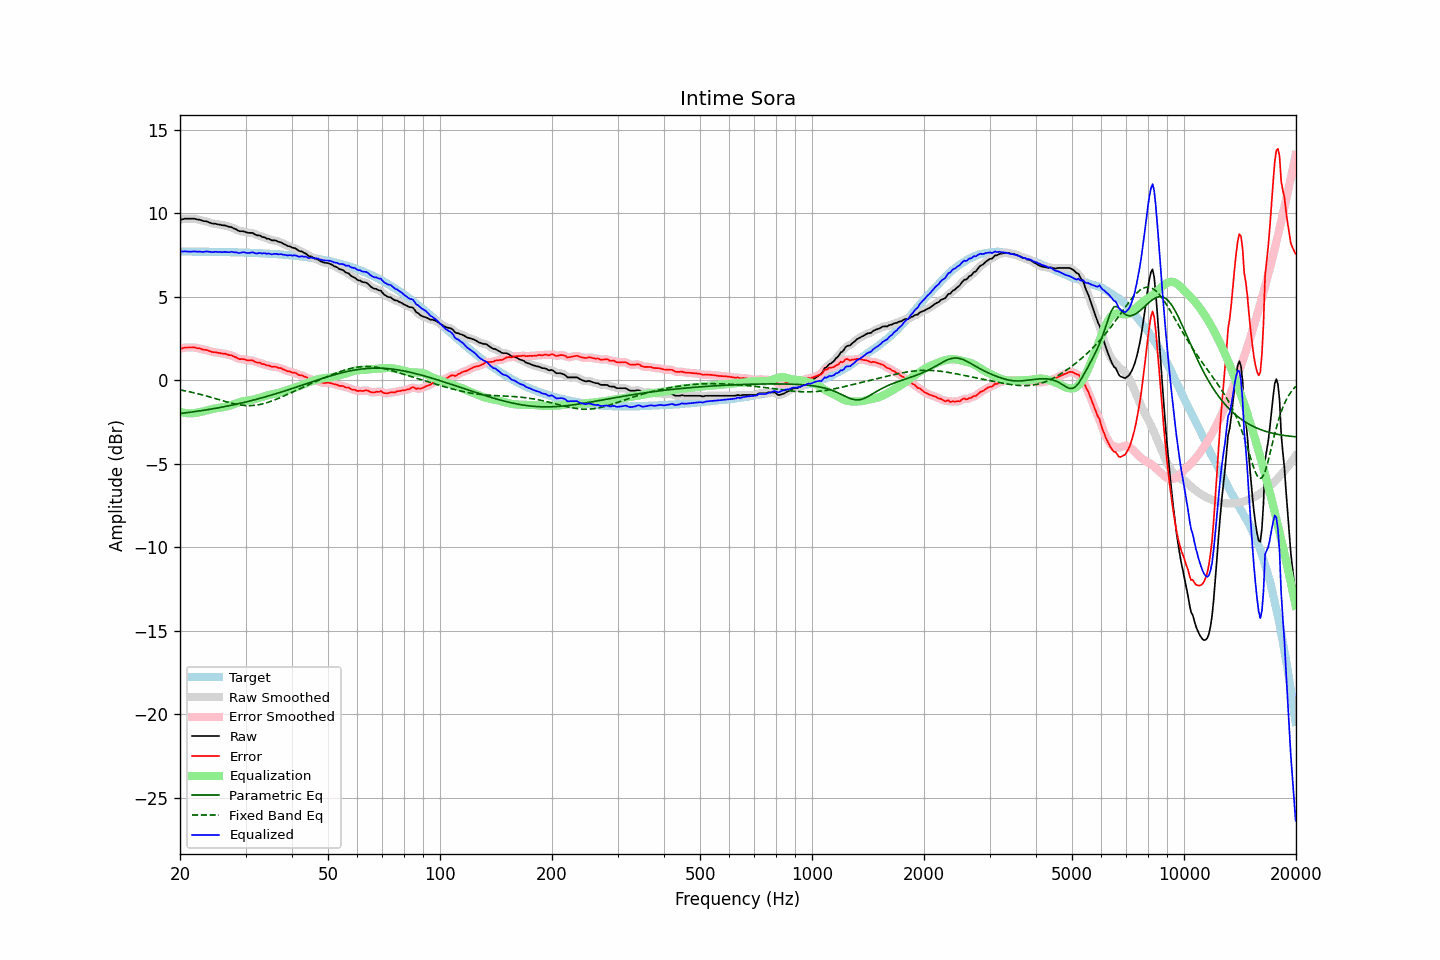 Intime Sora
15
10
5
0
−5
−10
−15
−20
−25
Amplitude (dBr)
Target
Raw Smoothed
Error Smoothed
Raw
Error
Equalization
Parametric Eq
Fixed Band Eq
Equalized
20 50 100 200 500 1000 2000 5000 10000 20000
Frequency (Hz)